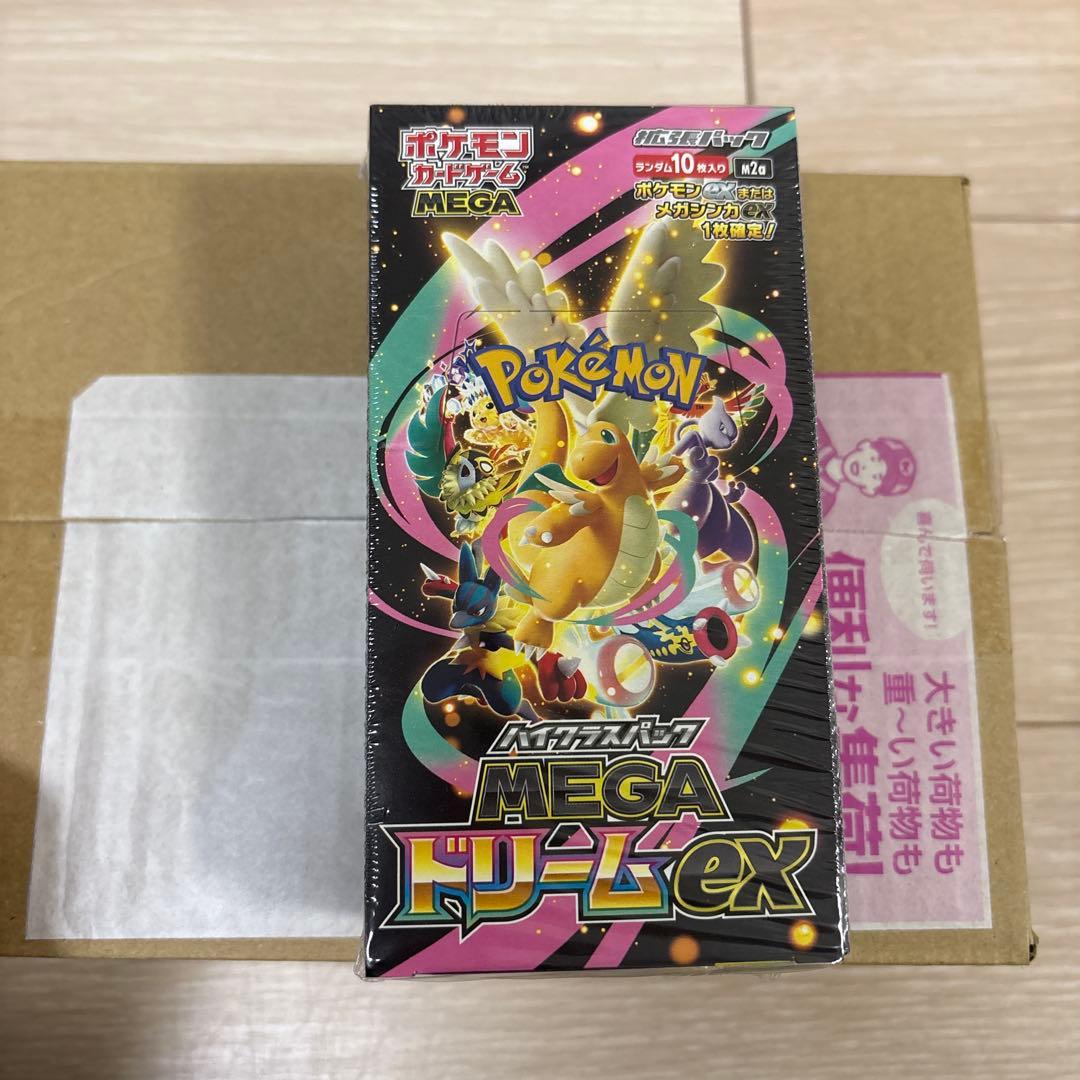 ポケモン
カードゲーム
MEGA
拡張パック
ランダム10枚入り M2a
ポケモンexまたは
メガシンカex
1枚確定!
POKÉMON
TM
ハイクラスパック
MEGA
ドリームex
喜んで伺います!
便利な集荷!
大きい荷物も
重~い荷物も